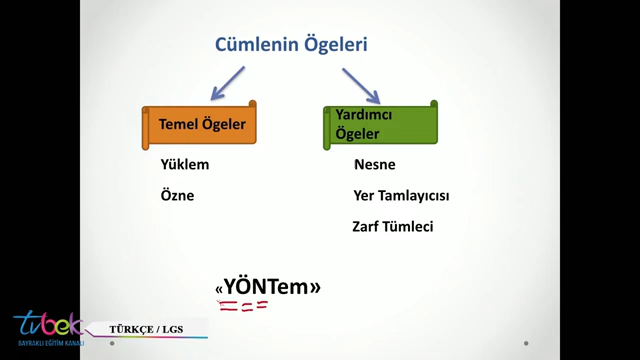 Cümlenin Ögeleri
Temel Ögeler
Yüklem
Özne
Yardımcı
Ögeler
Nesne
Yer Tamlayıcısı
Zarf Tümleci
«YÖNTem»
tvbek
BAYRAKLI EĞİTİM KANALI
TÜRKÇE / LGS